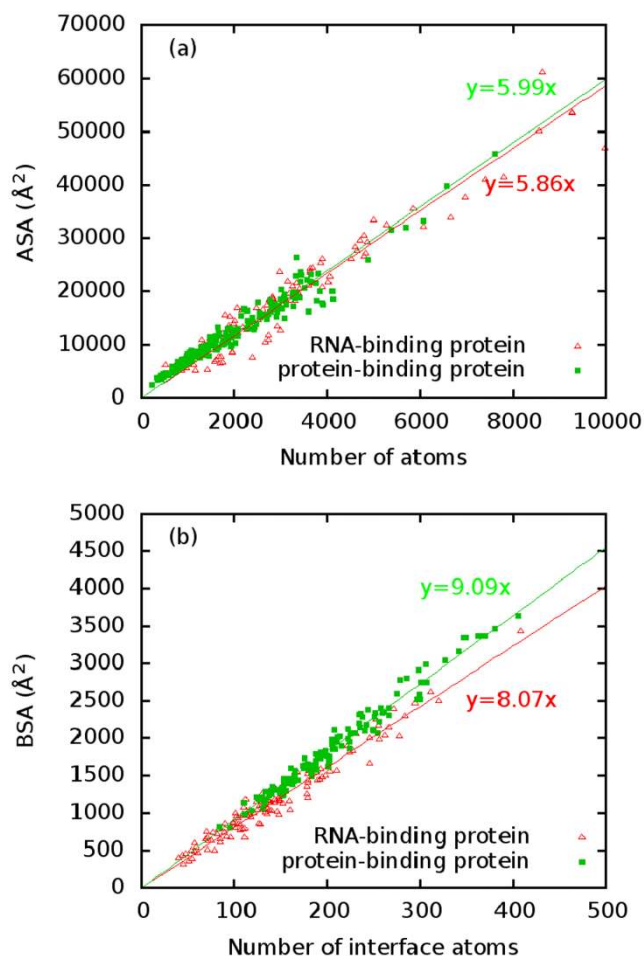 70000
(a)
60000
y=5.99x
50000
y=5.86x
40000
ASA (Å²)
30000
20000
10000
RNA-binding protein
protein-binding protein
0
0 2000 4000 6000 8000 10000
Number of atoms
5000
(b)
4500
y=9.09x
4000
3500
3000
BSA (Å²)
2500
y=8.07x
2000
1500
1000
RNA-binding protein
500
protein-binding protein
0
0 100 200 300 400 500
Number of interface atoms